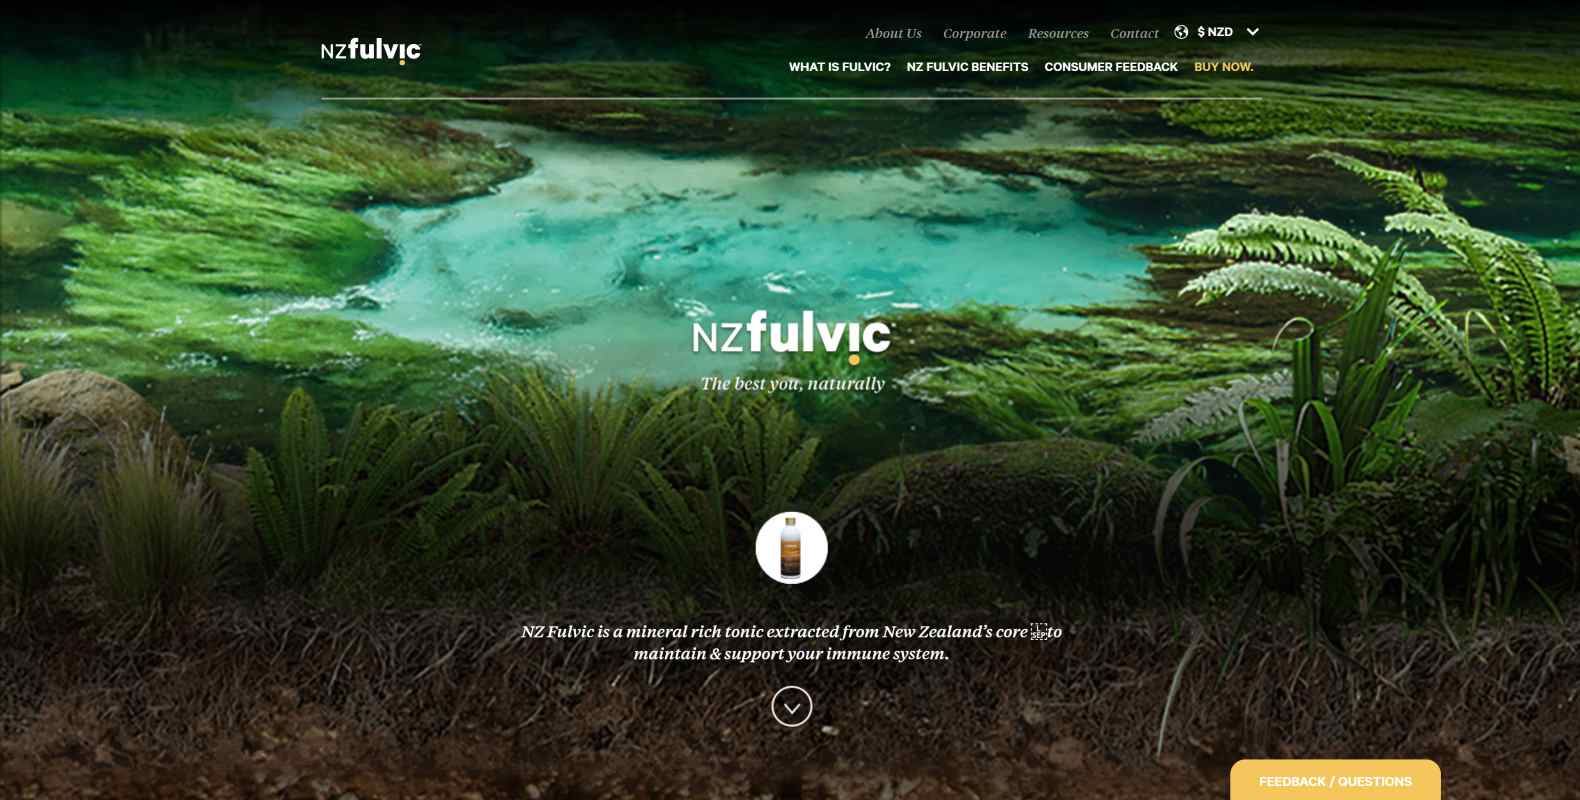 NZfulvic
About Us Corporate Resources Contact $ NZD
WHAT IS FULVIC? NZ FULVIC BENEFITS CONSUMER FEEDBACK BUY NOW.
NZfulvic
The best you, naturally
NZ Fulvic is a mineral rich tonic extracted from New Zealand’s core to
maintain & support your immune system.
FEEDBACK / QUESTIONS